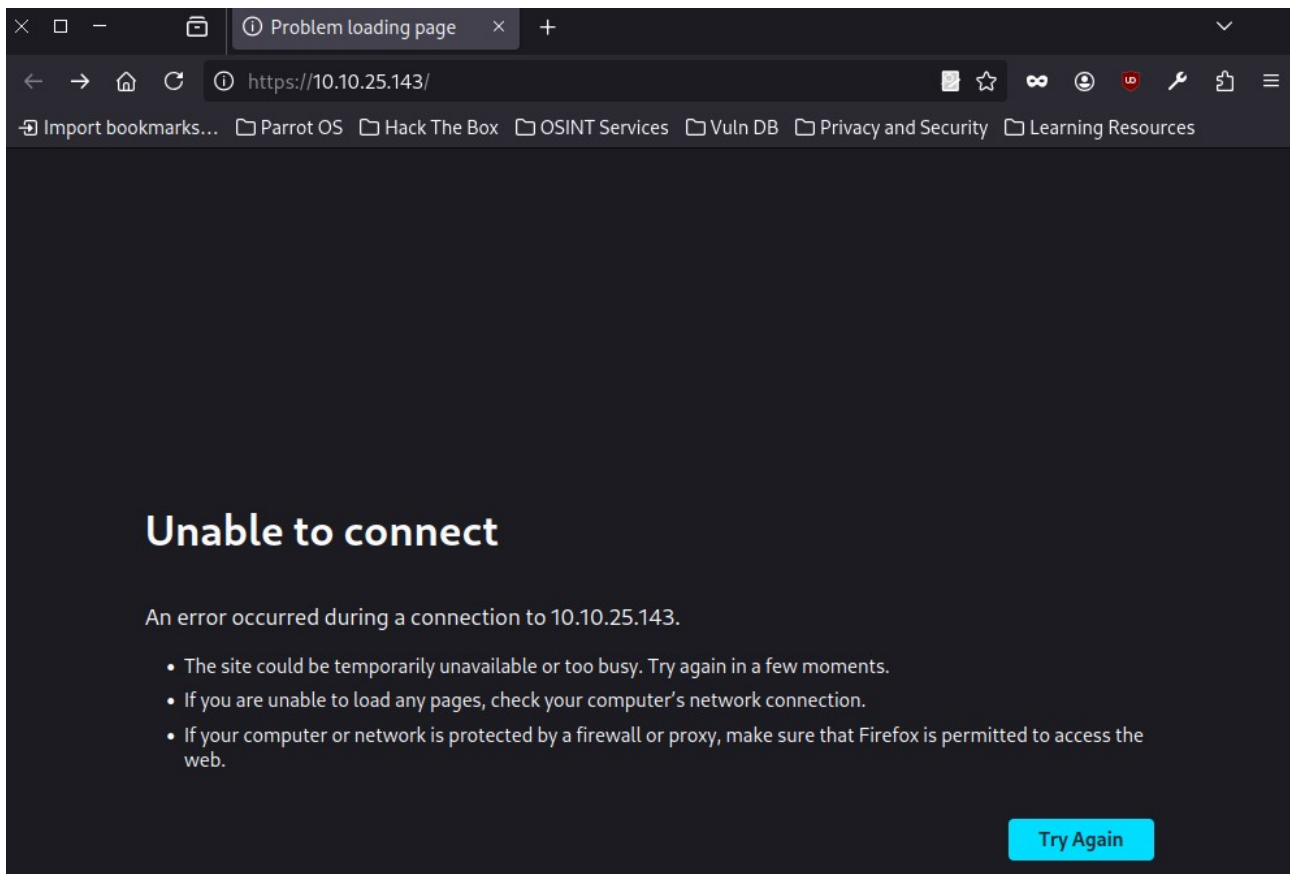 Problem loading page
https://10.10.25.143/
Import bookmarks... Parrot OS Hack The Box OSINT Services Vuln DB Privacy and Security Learning Resources
Unable to connect
An error occurred during a connection to 10.10.25.143.
• The site could be temporarily unavailable or too busy. Try again in a few moments.
• If you are unable to load any pages, check your computer’s network connection.
• If your computer or network is protected by a firewall or proxy, make sure that Firefox is permitted to access the
web.
Try Again